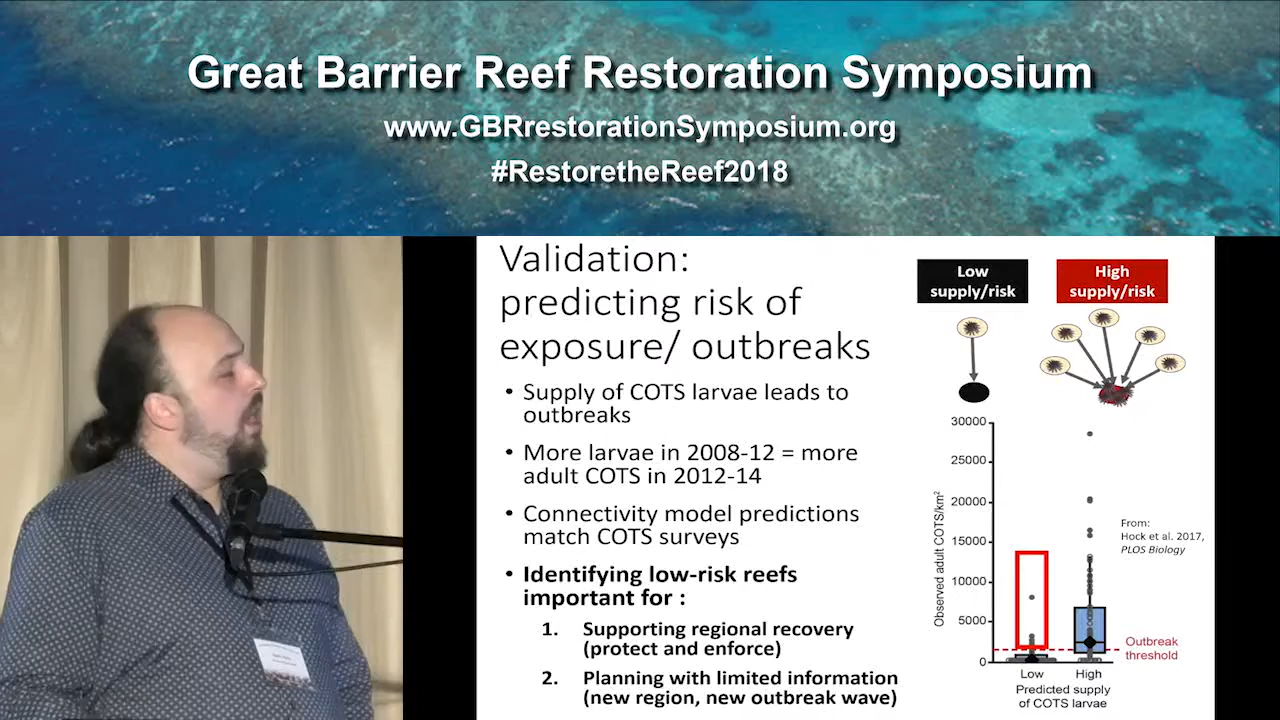 Great Barrier Reef Restoration Symposium
www.GBRrestorationSymposium.org
#RestoretheReef2018
Validation:
predicting risk of
exposure/ outbreaks
• Supply of COTS larvae leads to
outbreaks
• More larvae in 2008-12 = more
adult COTS in 2012-14
• Connectivity model predictions
match COTS surveys
• Identifying low-risk reefs
important for :
1. Supporting regional recovery
(protect and enforce)
2. Planning with limited information
(new region, new outbreak wave)
Low
supply/risk
High
supply/risk
30000
25000
20000
15000
10000
5000
0
Observed adult COTS/km²
From:
Hock et al. 2017,
PLOS Biology
Outbreak
threshold
Low
High
Predicted supply
of COTS larvae